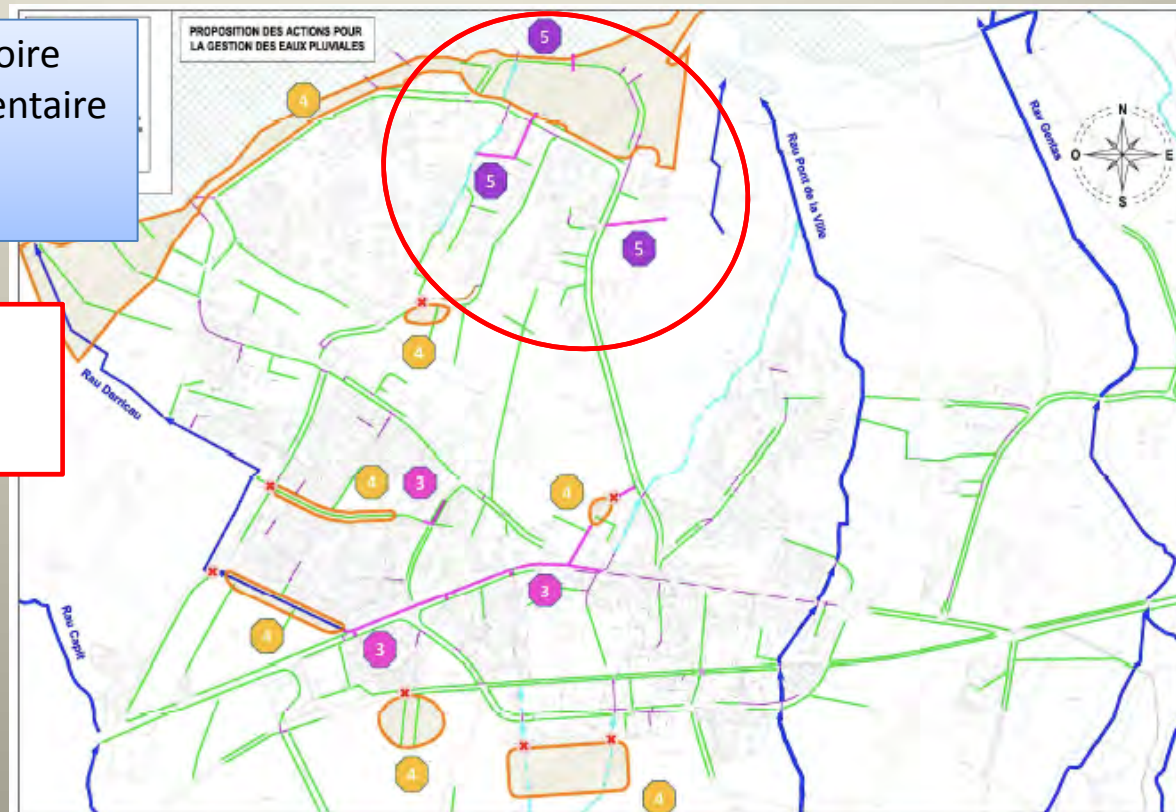 oire
entaire
PROPOSITION DES ACTIONS POUR
LA GESTION DES EAUX PLUVIALES
5
4
N
O
E
S
Rau Pont de la Ville
Rav Gentas
5
5
4
Rau Darricau
4
3
4
3
4
3
Rau Capit
4
4